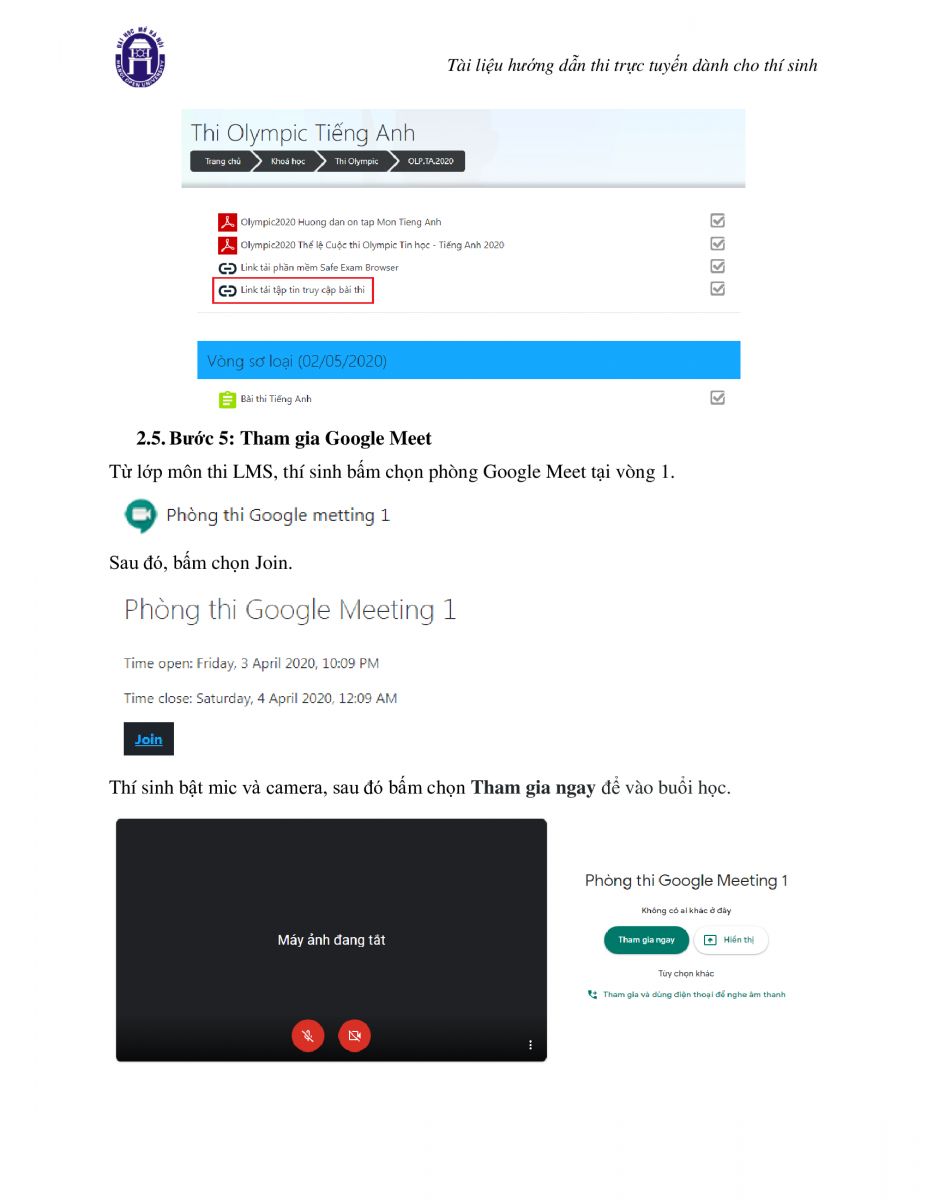 ĐẠI HỌC MỞ HÀ NỘI
HANOI OPEN UNIVERSITY
Tài liệu hướng dẫn thi trực tuyến dành cho thí sinh
Thi Olympic Tiếng Anh
Trang chủ Khoá học Thi Olympic OLP.TA.2020
Olympic2020 Huong dan on tap Mon Tieng Anh
Olympic2020 Thể lệ Cuộc thi Olympic Tin học - Tiếng Anh 2020
Link tải phần mềm Safe Exam Browser
Link tải tập tin truy cập bài thi
Vòng sơ loại (02/05/2020)
Bài thi Tiếng Anh
2.5. Bước 5: Tham gia Google Meet
Từ lớp môn thi LMS, thí sinh bấm chọn phòng Google Meet tại vòng 1.
Phòng thi Google metting 1
Sau đó, bấm chọn Join.
Phòng thi Google Meeting 1
Time open: Friday, 3 April 2020, 10:09 PM
Time close: Saturday, 4 April 2020, 12:09 AM
Join
Thí sinh bật mic và camera, sau đó bấm chọn Tham gia ngay để vào buổi học.
Máy ảnh đang tắt
Phòng thi Google Meeting 1
Không có ai khác ở đây
Tham gia ngay Hiển thị
Tùy chọn khác
Tham gia và dùng điện thoại để nghe âm thanh